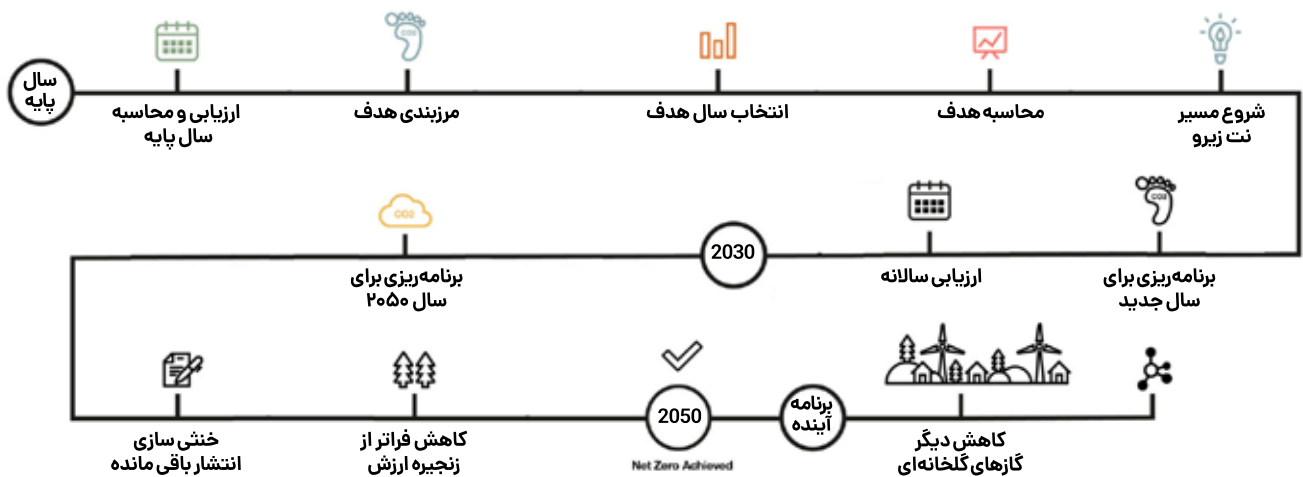 سال
پایه
ارزیابی و محاسبه
سال پایه
مرزبندی هدف
انتخاب سال هدف
محاسبه هدف
شروع مسیر
نت زیرو
CO2
برنامه‌ریزی برای
سال جدید
ارزیابی سالانه
2030
CO2
برنامه‌ریزی برای
سال ۲۰۵۰
CO2
خنثی سازی
انتشار باقی مانده
کاهش فراتر از
زنجیره ارزش
2050
Net Zero Achieved
برنامه
آینده
کاهش دیگر
گازهای گلخانه‌ای